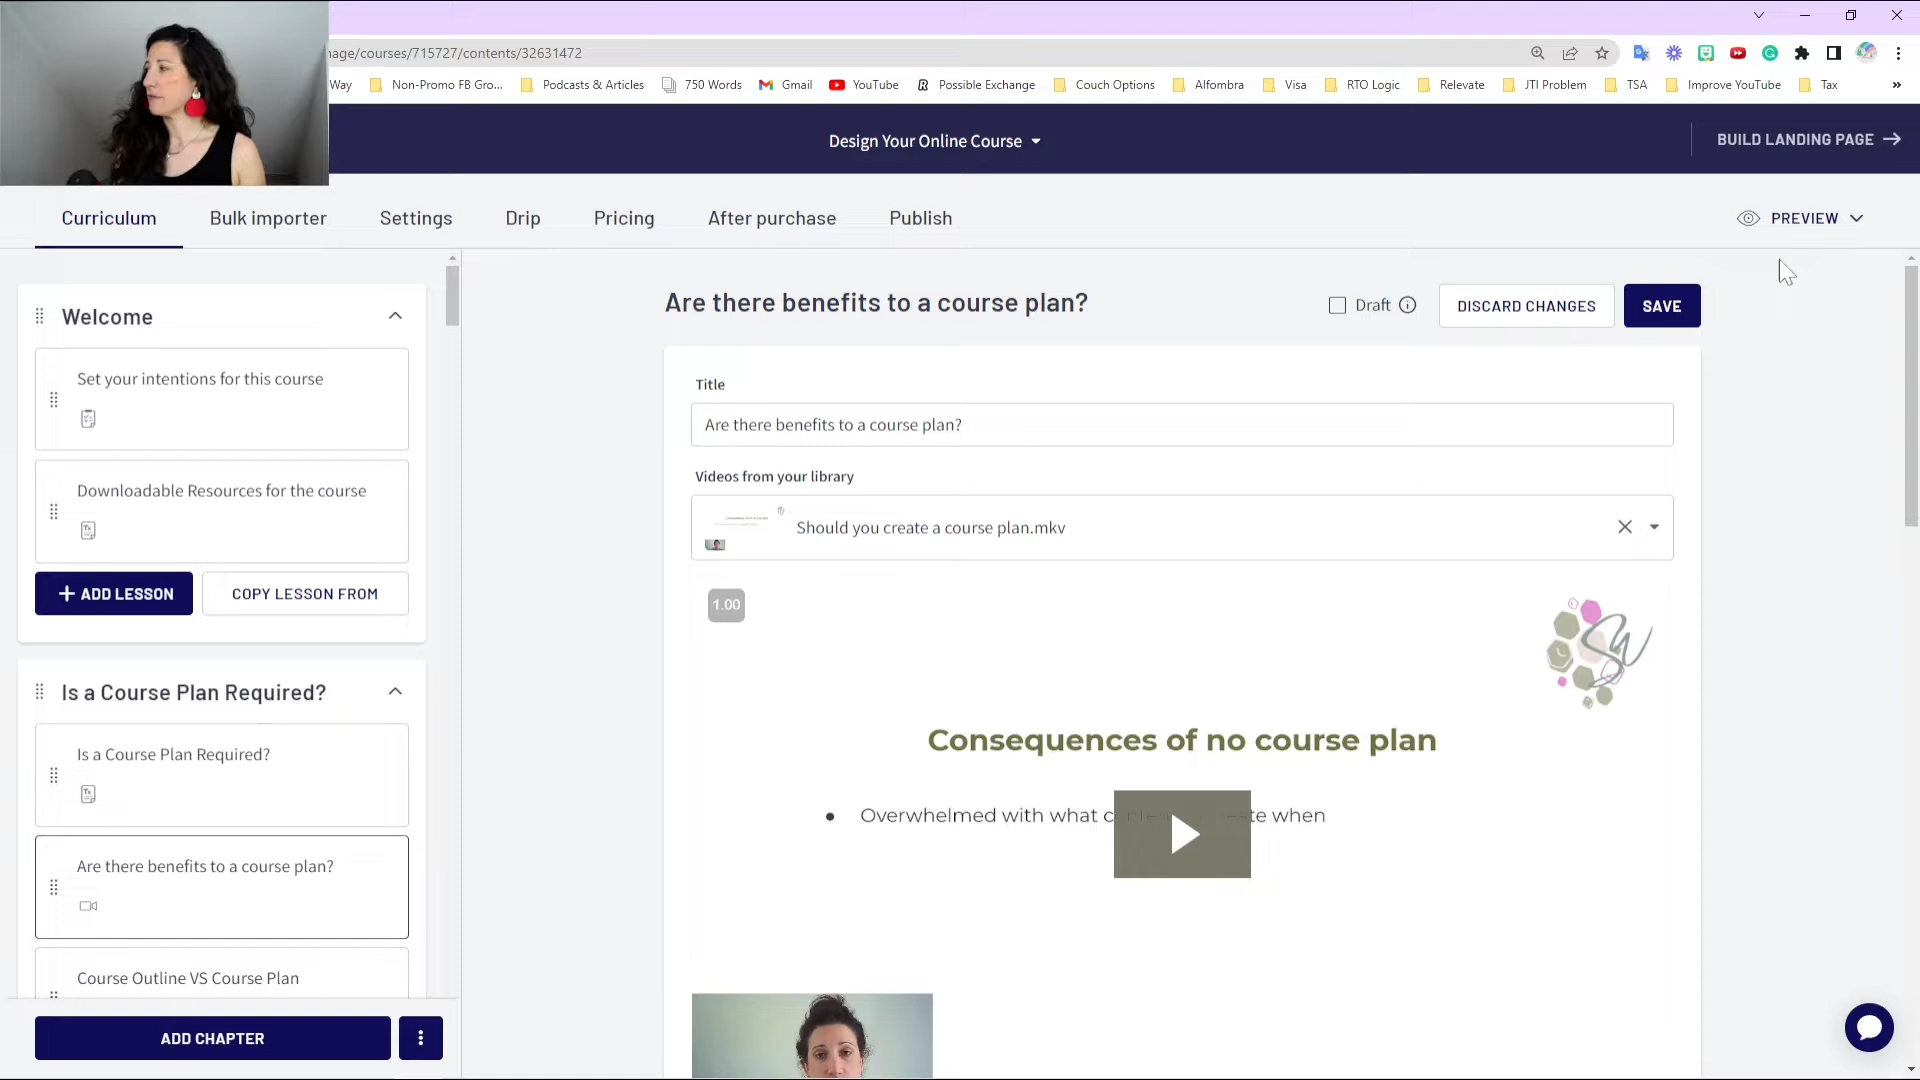 nage/courses/715727/contents/32631472
Way
Non-Promo FB Gro...
Podcasts & Articles
750 Words
Gmail
YouTube
Possible Exchange
Couch Options
Alfombra
Visa
RTO Logic
Relevate
JTI Problem
TSA
Improve YouTube
Tax
»
Design Your Online Course
BUILD LANDING PAGE
Curriculum
Bulk importer
Settings
Drip
Pricing
After purchase
Publish
PREVIEW
Welcome
Set your intentions for this course
Downloadable Resources for the course
+ ADD LESSON
COPY LESSON FROM
Is a Course Plan Required?
Is a Course Plan Required?
Are there benefits to a course plan?
Course Outline VS Course Plan
ADD CHAPTER
Are there benefits to a course plan?
Draft
DISCARD CHANGES
SAVE
Title
Are there benefits to a course plan?
Videos from your library
Should you create a course plan.mkv
1.00
SW
Consequences of no course plan
• Overwhelmed with what when